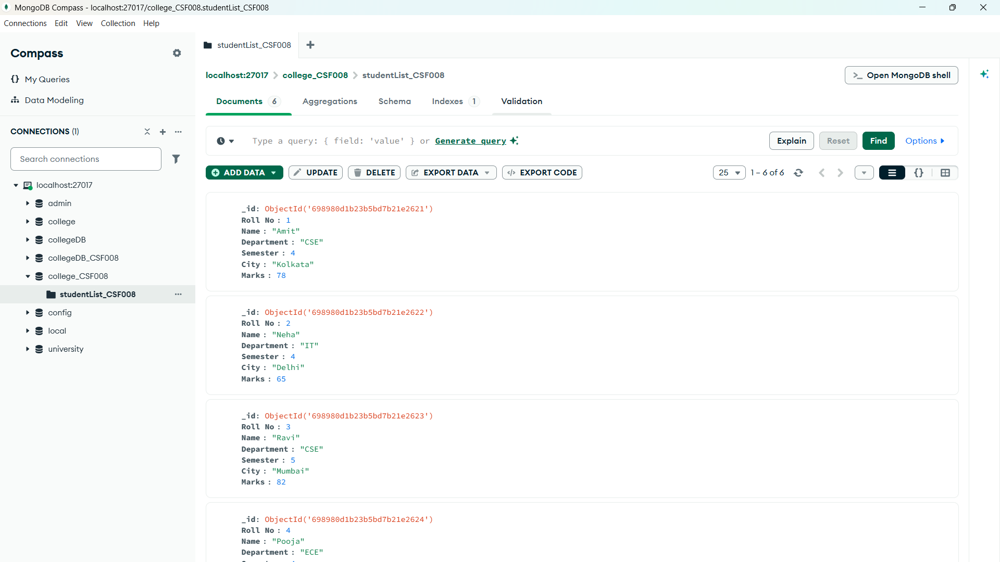 MongoDB Compass - localhost:27017/college_CSF008.studentList_CSF008
Connections Edit View Collection Help
Compass
My Queries
Data Modeling
CONNECTIONS (1)
Search connections
localhost:27017
admin
college
collegeDB
collegeDB_CSF008
college_CSF008
studentList_CSF008
config
local
university
studentList_CSF008
localhost:27017 > college_CSF008 > studentList_CSF008
>_ Open MongoDB shell
Documents 6 Aggregations Schema Indexes 1 Validation
Type a query: { field: 'value' } or Generate query
Explain Reset Find Options
ADD DATA UPDATE DELETE EXPORT DATA EXPORT CODE
25 1 – 6 of 6
_id: ObjectId('698980d1b23b5bd7b21e2621')
Roll No : 1
Name : "Amit"
Department : "CSE"
Semester : 4
City : "Kolkata"
Marks : 78
_id: ObjectId('698980d1b23b5bd7b21e2622')
Roll No : 2
Name : "Neha"
Department : "IT"
Semester : 4
City : "Delhi"
Marks : 65
_id: ObjectId('698980d1b23b5bd7b21e2623')
Roll No : 3
Name : "Ravi"
Department : "CSE"
Semester : 5
City : "Mumbai"
Marks : 82
_id: ObjectId('698980d1b23b5bd7b21e2624')
Roll No : 4
Name : "Pooja"
Department : "ECE"